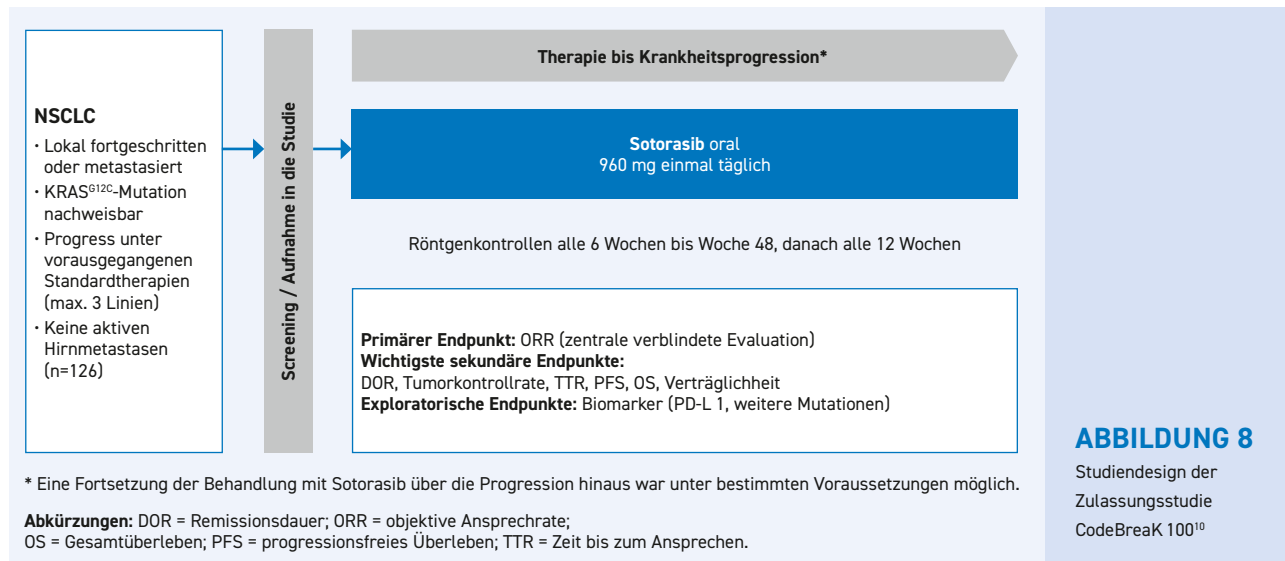 NSCLC
· Lokal fortgeschritten
oder metastasiert
· KRASG12C-Mutation
nachweisbar
· Progress unter
vorausgegangenen
Standardtherapien
(max. 3 Linien)
· Keine aktiven
Hirnmetastasen
(n=126)
Screening / Aufnahme in die Studie
Therapie bis Krankheitsprogression*
Sotorasib oral
960 mg einmal täglich
Röntgenkontrollen alle 6 Wochen bis Woche 48, danach alle 12 Wochen
Primärer Endpunkt: ORR (zentrale verblindete Evaluation)
Wichtigste sekundäre Endpunkte:
DOR, Tumorkontrollrate, TTR, PFS, OS, Verträglichheit
Exploratorische Endpunkte: Biomarker (PD-L 1, weitere Mutationen)
* Eine Fortsetzung der Behandlung mit Sotorasib über die Progression hinaus war unter bestimmten Voraussetzungen möglich.
Abkürzungen: DOR = Remissionsdauer; ORR = objektive Ansprechrate;
OS = Gesamtüberleben; PFS = progressionsfreies Überleben; TTR = Zeit bis zum Ansprechen.
ABBILDUNG 8
Studiendesign der
Zulassungsstudie
CodeBreaK 10010